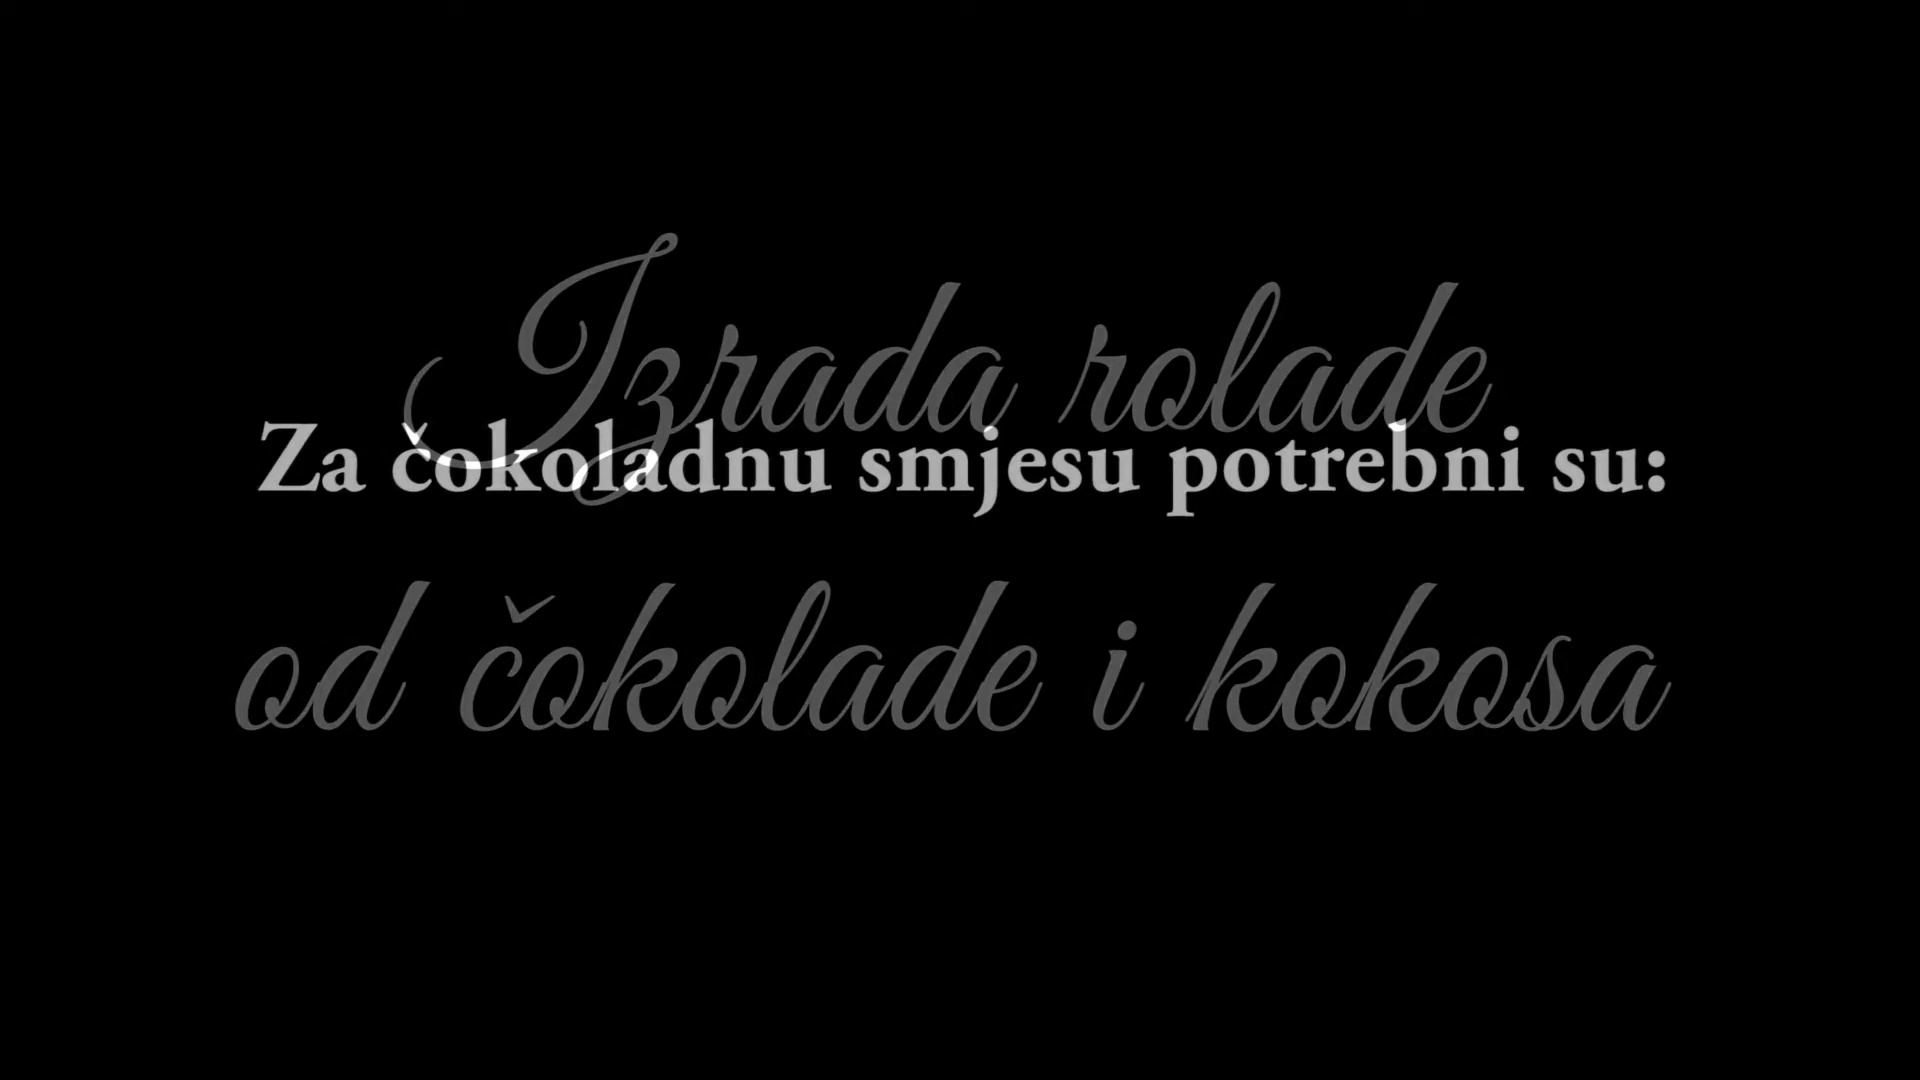 Izrada rolade
Za čokoladnu smjesu potrebni su:
od čokolade i kokosa